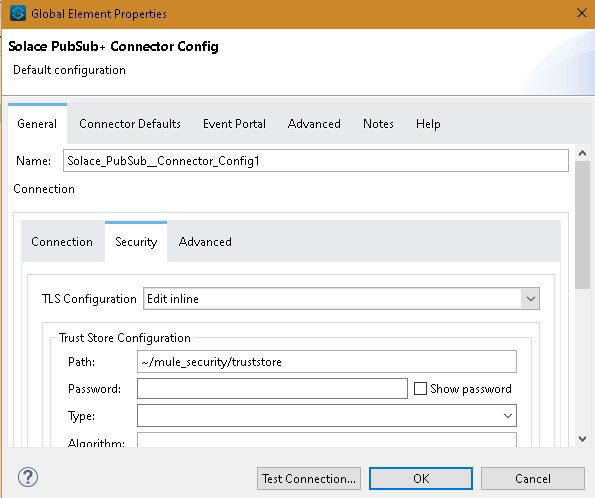 Global Element Properties
Solace PubSub+ Connector Config
Default configuration
General Connector Defaults Event Portal Advanced Notes Help
Name: Solace_PubSub__Connector_Config1
Connection
Connection Security Advanced
TLS Configuration Edit inline
Trust Store Configuration
Path: ~/mule_security/truststore
Password: Show password
Type:
Algorithm:
? Test Connection... OK Cancel